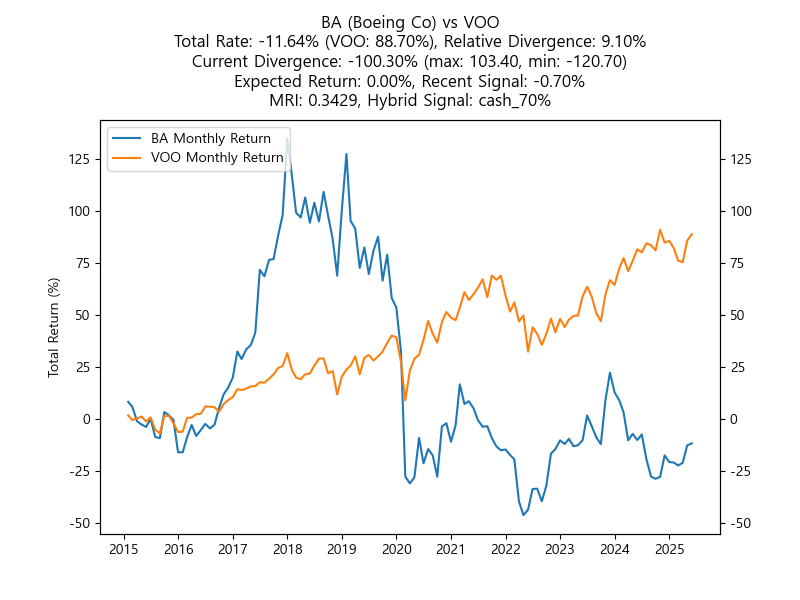 BA (Boeing Co) vs VOO
Total Rate: -11.64% (VOO: 88.70%), Relative Divergence: 9.10%
Current Divergence: -100.30% (max: 103.40, min: -120.70)
Expected Return: 0.00%, Recent Signal: -0.70%
MRI: 0.3429, Hybrid Signal: cash_70%
BA Monthly Return
VOO Monthly Return
Total Return (%)
125
100
75
50
25
0
-25
-50
125
100
75
50
25
0
-25
-50
2015 2016 2017 2018 2019 2020 2021 2022 2023 2024 2025